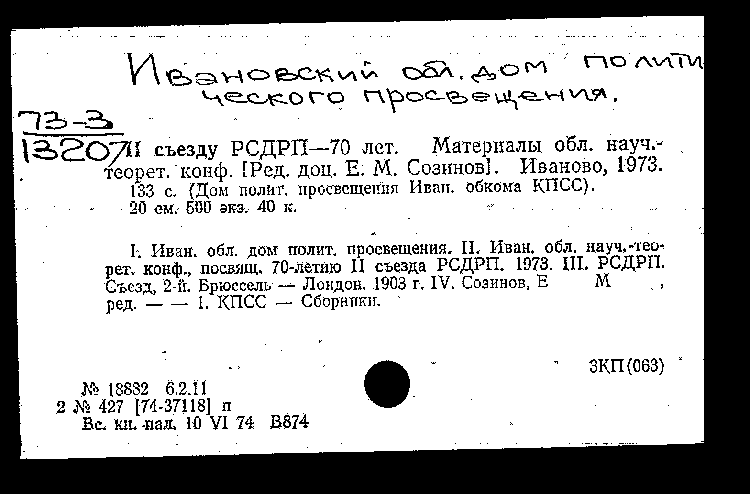 Ивановский обл. дом полити
ческого просвещения.
73-3
13207
II съезду РСДРП—70 лет. Материалы обл. науч.-
теорет. конф. [Ред. доц. Е. М. Созинов]. Иваново, 1973.
133 с. (Дом полит. просвещения Иван. обкома КПСС).
20 см. 500 экз. 40 к.
I. Иван. обл. дом полит. просвещения. II. Иван. обл. науч.-тео-
рет. конф., посвящ. 70-летию II съезда РСДРП. 1973. III. РСДРП.
Съезд, 2-й. Брюссель — Лондон. 1903 г. IV. Созинов, Е М ,
ред. — — 1. КПСС — Сборники.
3КП(063)
№ 18832 6.2.11
2 № 427 [74-37118] п
Вс. кн. пал. 10 VI 74 В874